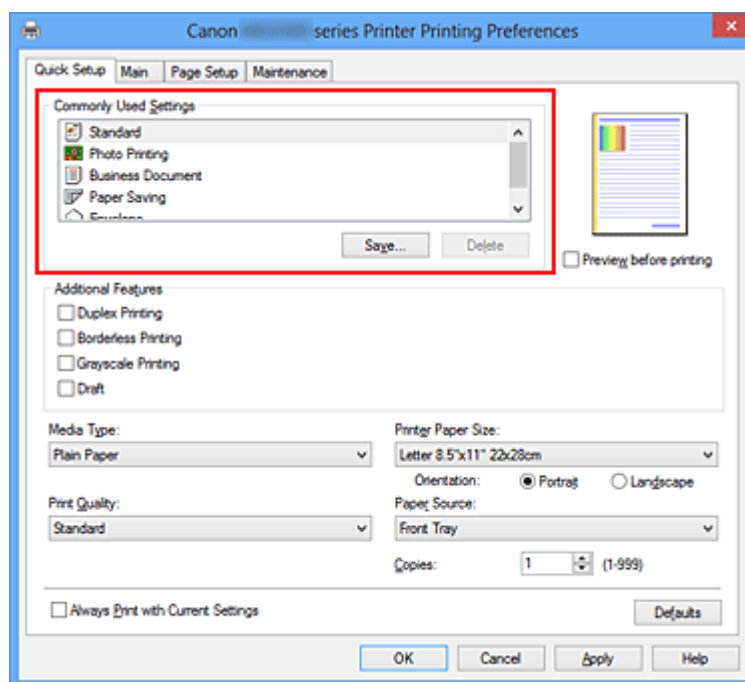 Canon series Printer Printing Preferences
Quick Setup Main Page Setup Maintenance
Commonly Used Settings
Standard
Photo Printing
Business Document
Paper Saving
Envelope
Save... Delete
Preview before printing
Additional Features
Duplex Printing
Borderless Printing
Grayscale Printing
Draft
Media Type:
Plain Paper
Printer Paper Size:
Letter 8.5"x11" 22x28cm
Orientation: Portrait Landscape
Print Quality:
Standard
Paper Source:
Front Tray
Copies: 1 (1-999)
Always Print with Current Settings
Defaults
OK Cancel Apply Help